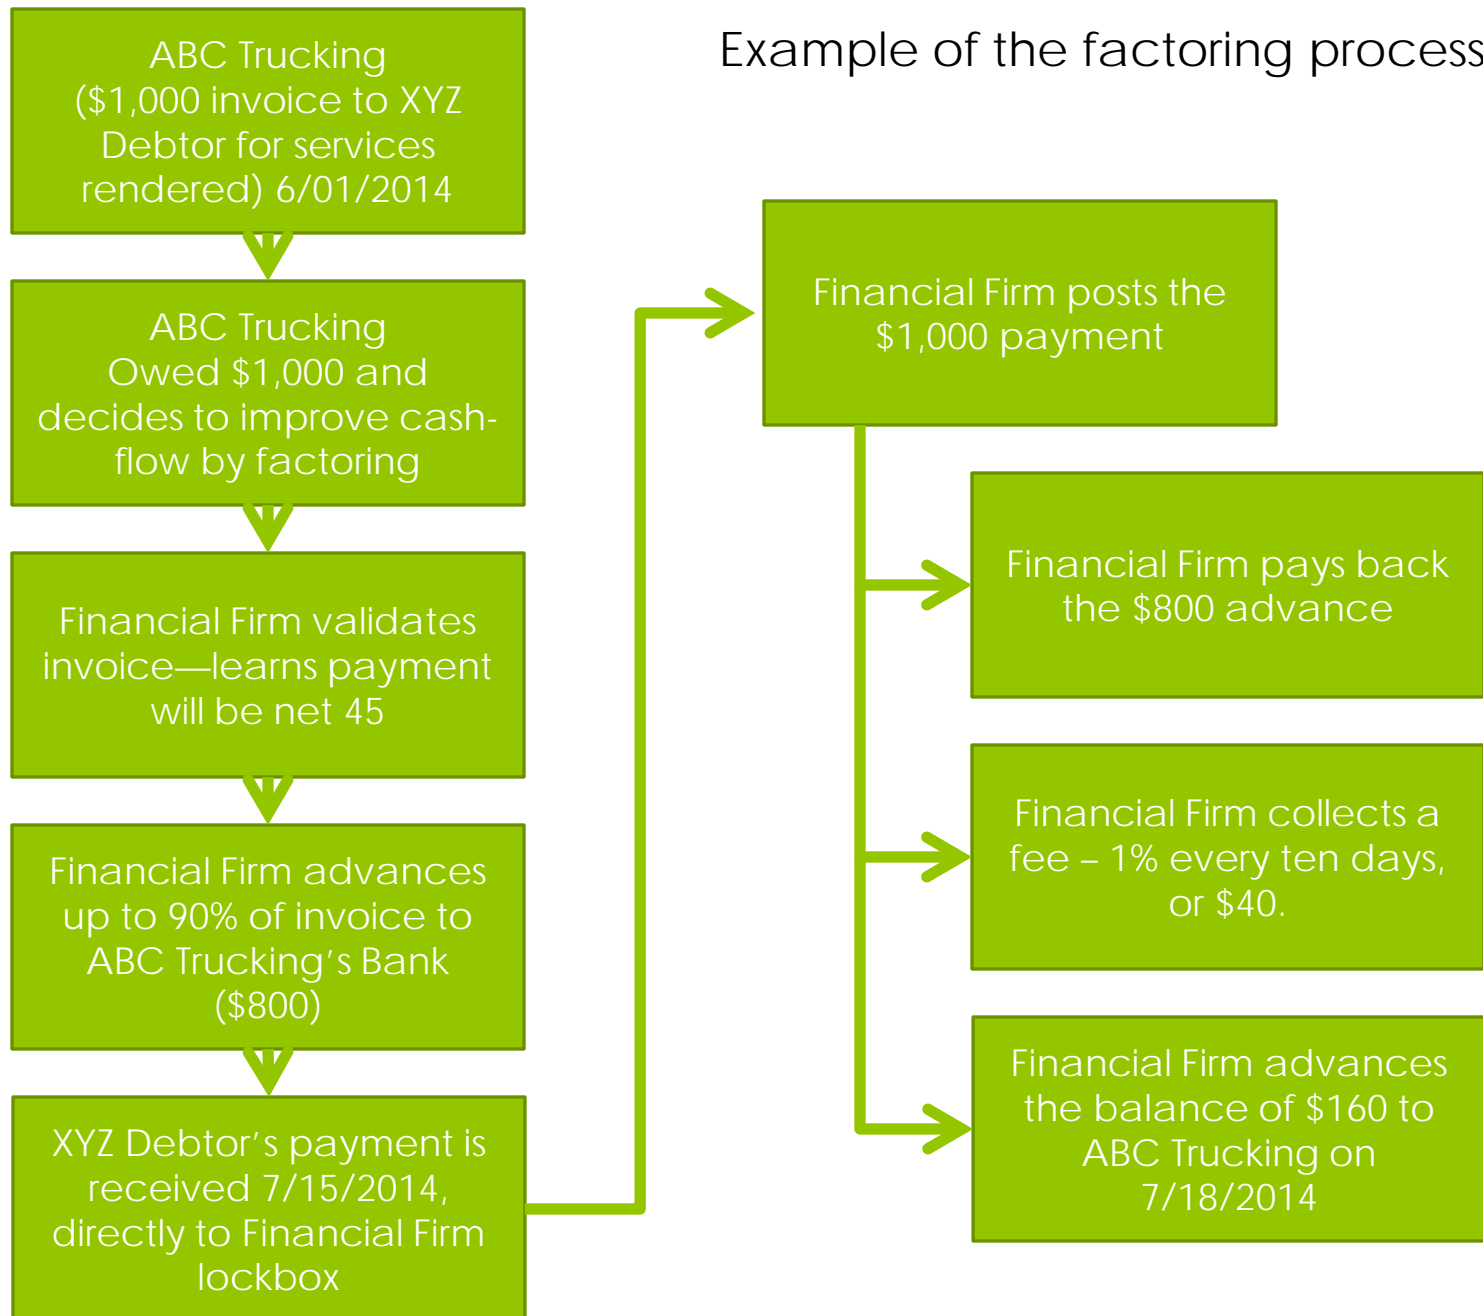 Example of the factoring process
ABC Trucking
($1,000 invoice to XYZ
Debtor for services
rendered) 6/01/2014
ABC Trucking
Owed $1,000 and
decides to improve cash-
flow by factoring
Financial Firm validates
invoice—learns payment
will be net 45
Financial Firm advances
up to 90% of invoice to
ABC Trucking’s Bank
($800)
XYZ Debtor’s payment is
received 7/15/2014,
directly to Financial Firm
lockbox
Financial Firm posts the
$1,000 payment
Financial Firm pays back
the $800 advance
Financial Firm collects a
fee – 1% every ten days,
or $40.
Financial Firm advances
the balance of $160 to
ABC Trucking on
7/18/2014